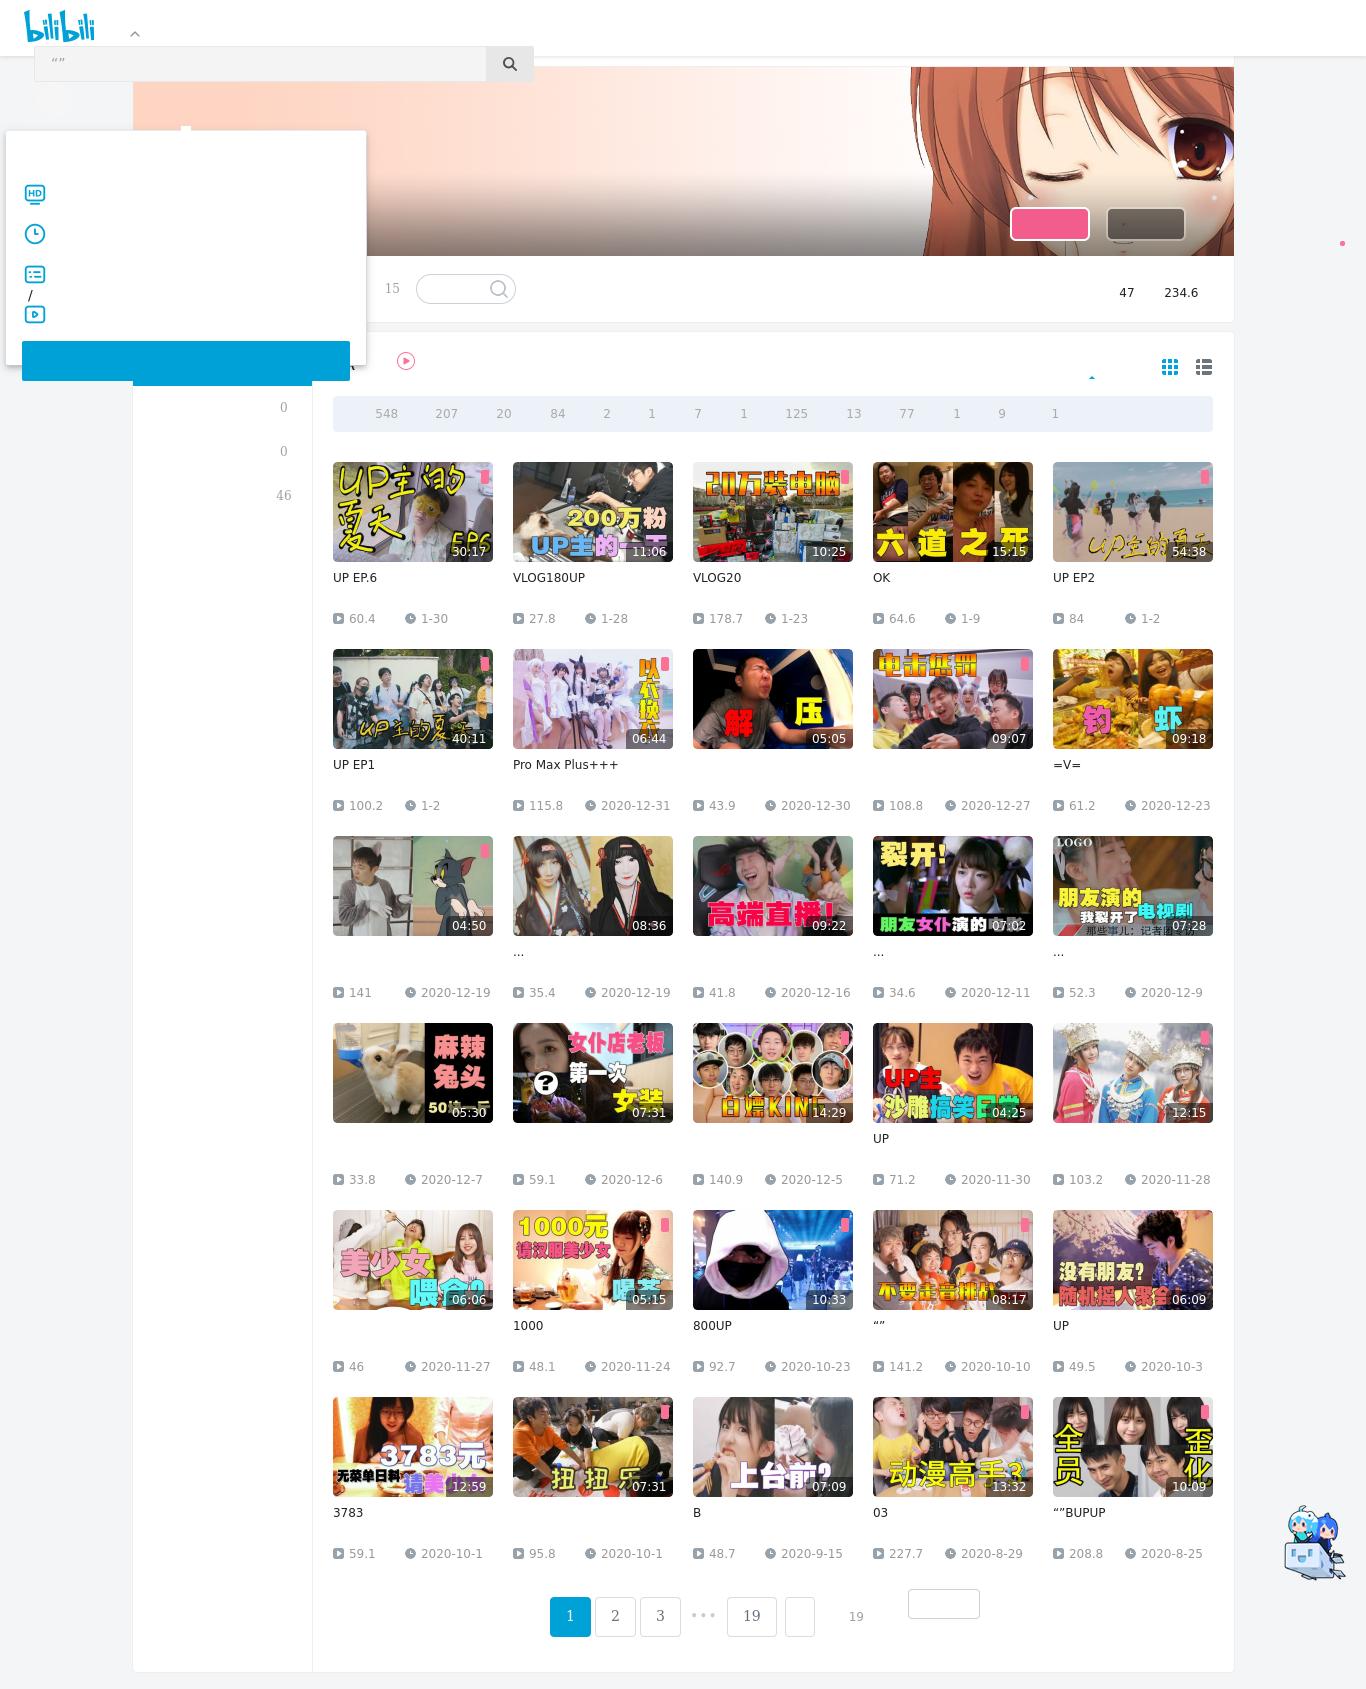 bilibili
“”
HD
/
15
47 234.6
0
0
46
548 207 20 84 2 1 7 1 125 13 77 1 9 1
UP主的
夏天
EP6
30:17
200万粉
UP主的一天
11:06
20万装电脑
10:25
六道之死
15:15
UP主的夏天
54:38
UP EP.6
VLOG180UP
VLOG20
OK
UP EP2
60.4 1-30
27.8 1-28
178.7 1-23
64.6 1-9
84 1-2
UP主的夏天
40:11
以衣换衣
06:44
解压
05:05
电击惩罚
09:07
钓虾
09:18
UP EP1
Pro Max Plus+++
=V=
100.2 1-2
115.8 2020-12-31
43.9 2020-12-30
108.8 2020-12-27
61.2 2020-12-23
04:50
08:36
高端直播!
09:22
裂开!
朋友女仆演的
07:02
LOGO
朋友演的
我裂开了电视剧
那些事儿: 记者团
07:28
...
...
...
141 2020-12-19
35.4 2020-12-19
41.8 2020-12-16
34.6 2020-12-11
52.3 2020-12-9
麻辣
兔头
05:30
女仆店老板
第一次
?
女装
07:31
白嫖KING
14:29
UP主
沙雕搞笑日常
04:25
12:15
UP
33.8 2020-12-7
59.1 2020-12-6
140.9 2020-12-5
71.2 2020-11-30
103.2 2020-11-28
美少女
喂食?
06:06
1000元
请汉服美少女
喝茶
05:15
10:33
不要走音挑战
08:17
没有朋友?
随机摇人聚会
06:09
1000
800UP
“”
UP
46 2020-11-27
48.1 2020-11-24
92.7 2020-10-23
141.2 2020-10-10
49.5 2020-10-3
3783元
无菜单日料
请美少女
12:59
扭扭乐
07:31
上台前?
07:09
动漫高手3
13:32
全员
歪化
10:09
3783
B
03
“”BUPUP
59.1 2020-10-1
95.8 2020-10-1
48.7 2020-9-15
227.7 2020-8-29
208.8 2020-8-25
1 2 3 ••• 19 19